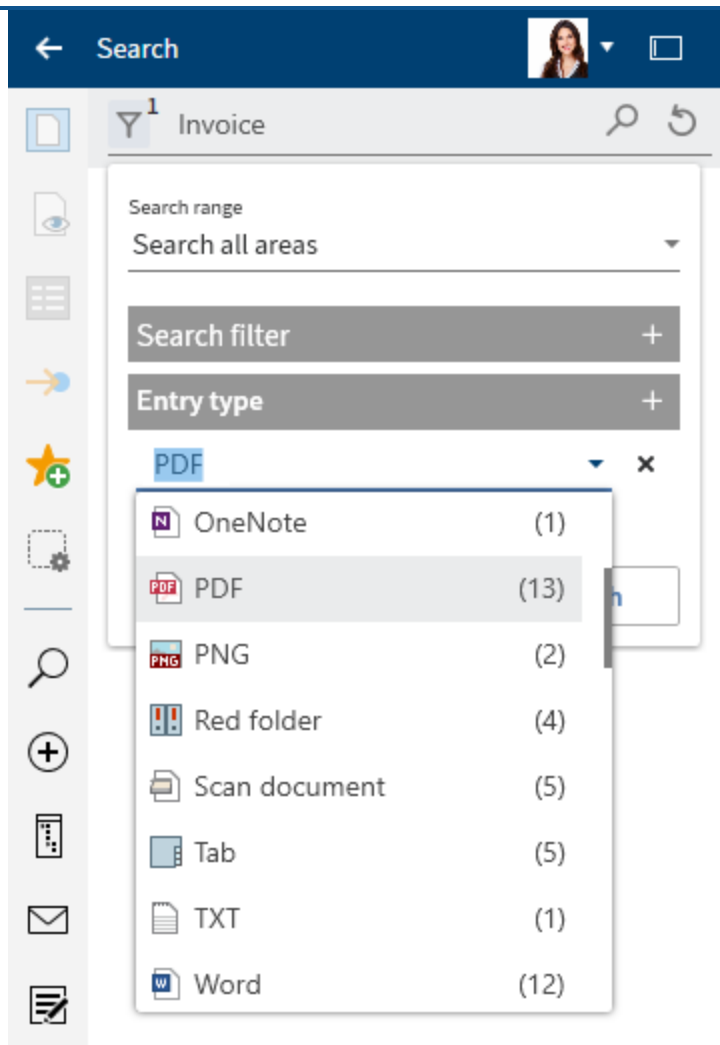 Search
1
Invoice
Search range
Search all areas
Search filter +
Entry type +
PDF
OneNote (1)
PDF (13)
h
PNG (2)
Red folder (4)
Scan document (5)
Tab (5)
TXT (1)
Word (12)